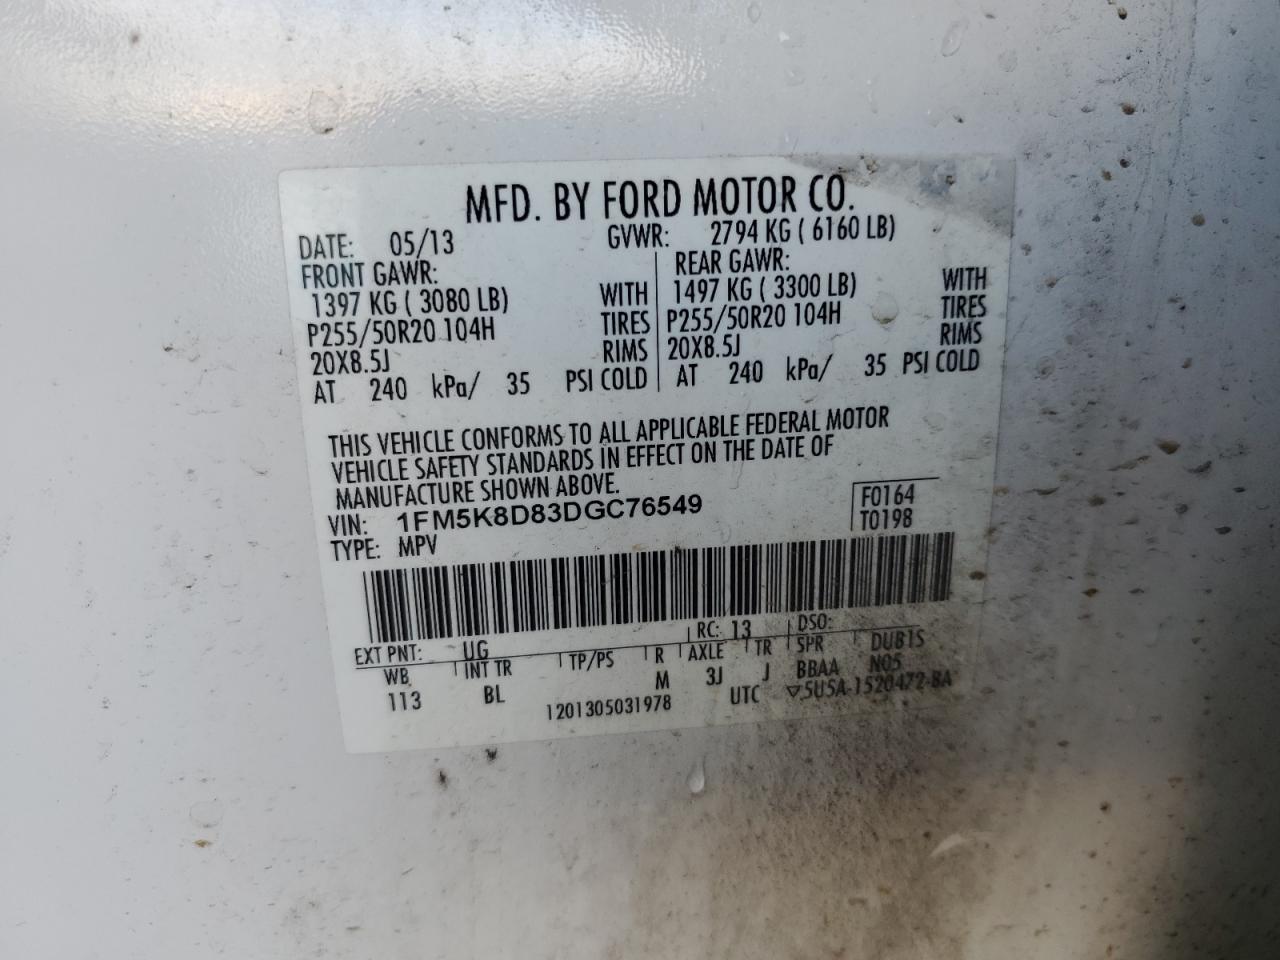 MFD. BY FORD MOTOR CO.
DATE: 05/13 GVWR: 2794 KG ( 6160 LB)
FRONT GAWR: REAR GAWR:
1397 KG ( 3080 LB) WITH 1497 KG ( 3300 LB) WITH
P255/50R20 104H TIRES P255/50R20 104H TIRES
20X8.5J RIMS 20X8.5J RIMS
AT 240 kPa/ 35 PSI COLD AT 240 kPa/ 35 PSI COLD
THIS VEHICLE CONFORMS TO ALL APPLICABLE FEDERAL MOTOR
VEHICLE SAFETY STANDARDS IN EFFECT ON THE DATE OF
MANUFACTURE SHOWN ABOVE.
VIN: 1FM5K8D83DGC76549 F0164
TYPE: MPV T0198
EXT PNT: UG RC: 13 DSO:
WB INT TR TP/PS R AXLE TR SPR DUB1S
113 BL M 3J J BBAA N05
1201305031978 UTC ▽5U5A-1520472-BA